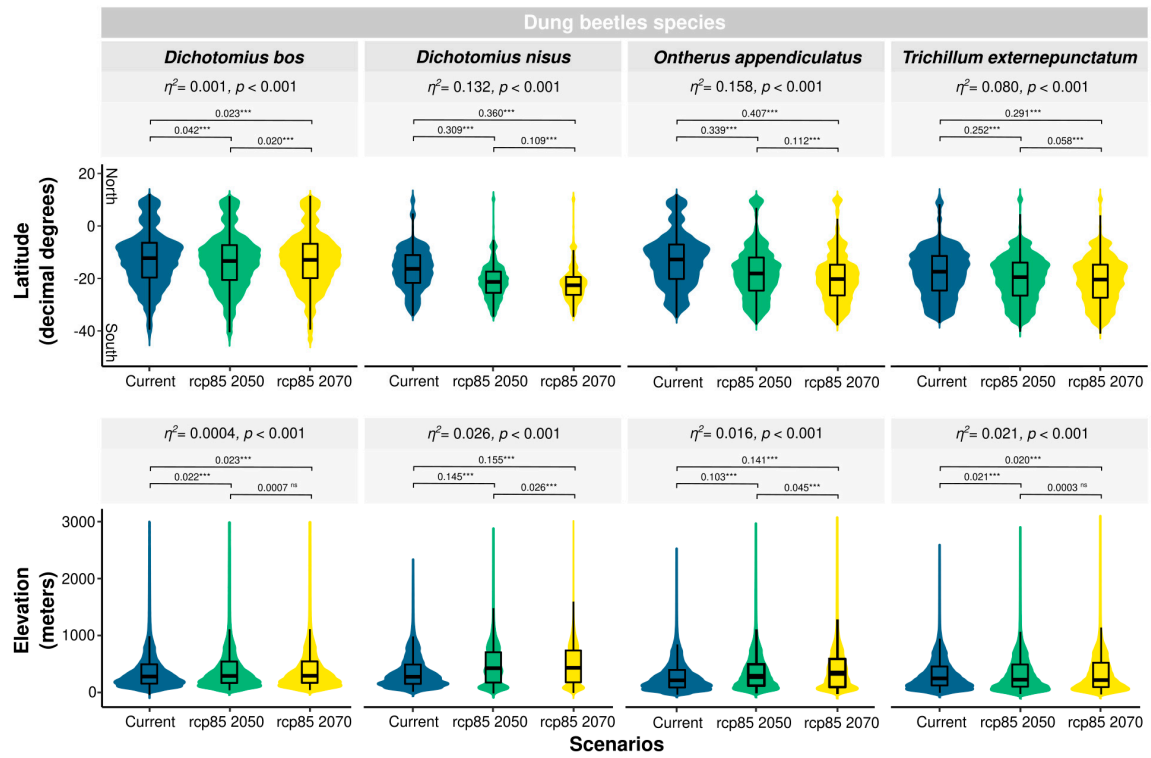 Dung beetles species
Dichotomius bos Dichotomius nisus Ontherus appendiculatus Trichillum externepunctatum
η²= 0.001, p < 0.001 η²= 0.132, p < 0.001 η²= 0.158, p < 0.001 η²= 0.080, p < 0.001
0.023*** 0.360*** 0.407*** 0.291***
0.042*** 0.309*** 0.339*** 0.252***
0.020*** 0.109*** 0.112*** 0.058***
Latitude
(decimal degrees)
20
0
-20
-40
North
South
Current rcp85 2050 rcp85 2070 Current rcp85 2050 rcp85 2070 Current rcp85 2050 rcp85 2070 Current rcp85 2050 rcp85 2070
η²= 0.0004, p < 0.001 η²= 0.026, p < 0.001 η²= 0.016, p < 0.001 η²= 0.021, p < 0.001
0.023*** 0.155*** 0.141*** 0.020***
0.022*** 0.145*** 0.103*** 0.021***
0.0007 ns 0.026*** 0.045*** 0.0003 ns
Elevation
(meters)
3000
2000
1000
0
Current rcp85 2050 rcp85 2070 Current rcp85 2050 rcp85 2070 Current rcp85 2050 rcp85 2070 Current rcp85 2050 rcp85 2070
Scenarios